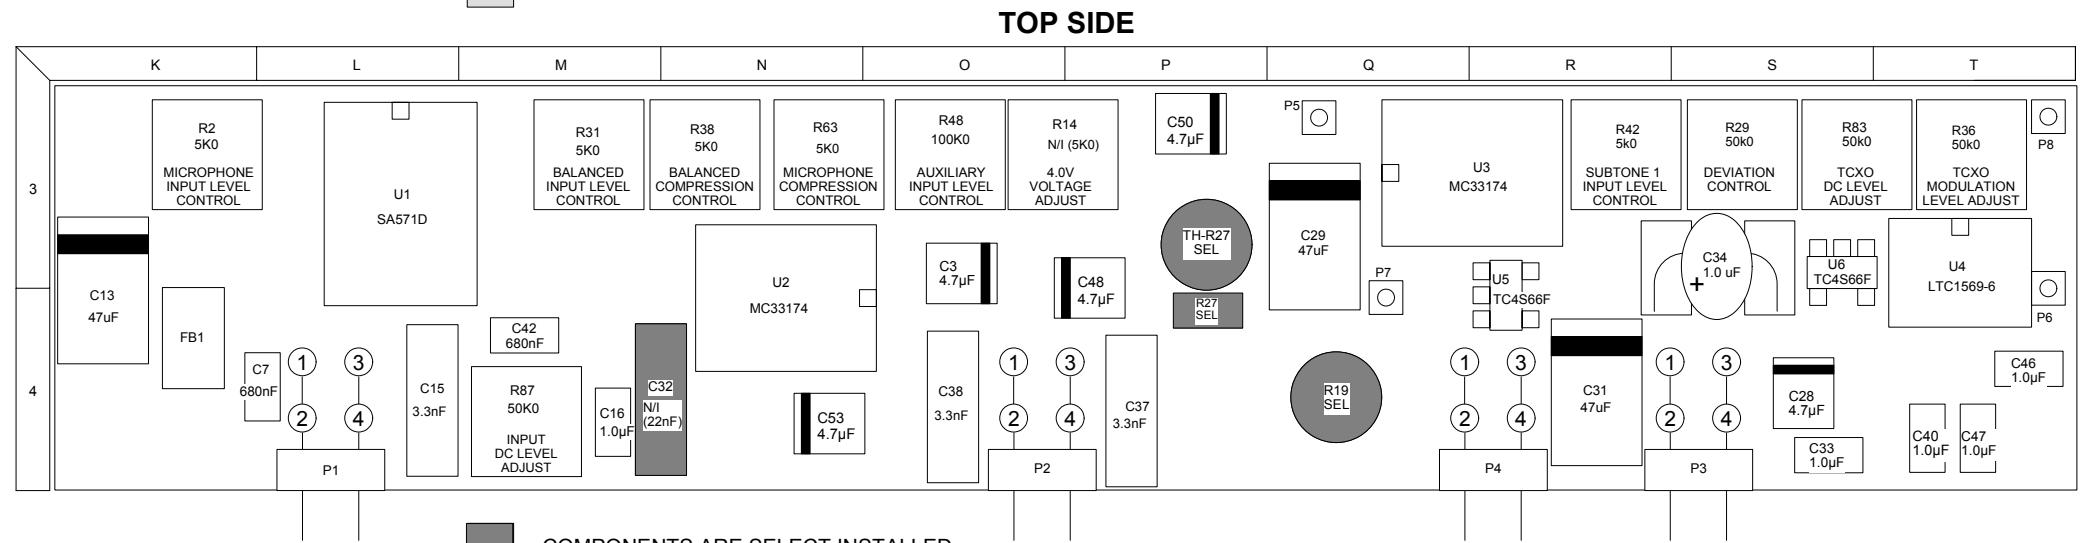 TOP SIDE
K L M N O P Q R S T
3
4
R2
5K0
MICROPHONE
INPUT LEVEL
CONTROL
U1
SA571D
R31
5K0
BALANCED
INPUT LEVEL
CONTROL
R38
5K0
BALANCED
COMPRESSION
CONTROL
R63
5K0
MICROPHONE
COMPRESSION
CONTROL
R48
100K0
AUXILIARY
INPUT LEVEL
CONTROL
R14
N/I (5K0)
4.0V
VOLTAGE
ADJUST
C50
4.7µF
P5
U3
MC33174
R42
5k0
SUBTONE 1
INPUT LEVEL
CONTROL
R29
50k0
DEVIATION
CONTROL
R83
50k0
TCXO
DC LEVEL
ADJUST
R36
50k0
TCXO
MODULATION
LEVEL ADJUST
P8
C13
47uF
FB1
C7
680nF
C15
3.3nF
C42
680nF
R87
50K0
INPUT
DC LEVEL
ADJUST
C16
1.0µF
C32
N/I
(22nF)
U2
MC33174
C53
4.7µF
C3
4.7µF
C48
4.7µF
C38
3.3nF
C37
3.3nF
TH-R27
SEL
R27
SEL
C29
47uF
P7
R19
SEL
U5
TC4S66F
C34
1.0 uF
+
U6
TC4S66F
U4
LTC1569-6
P6
C31
47uF
C28
4.7µF
C33
1.0µF
C46
1.0µF
C40
1.0µF
C47
1.0µF
1 3
2 4
P1
1 3
2 4
P2
1 3
2 4
P4
1 3
2 4
P3
COMPONENTS ARE SELECT INSTALLED